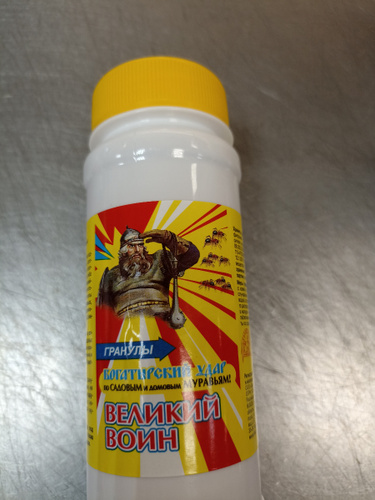 ГРАНУЛЫ
БОГАТЫРСКИЙ УДАР
ПО САДОВЫМ И ДОМОВЫМ МУРАВЬЯМ!
ВЕЛИКИЙ
ВОИН